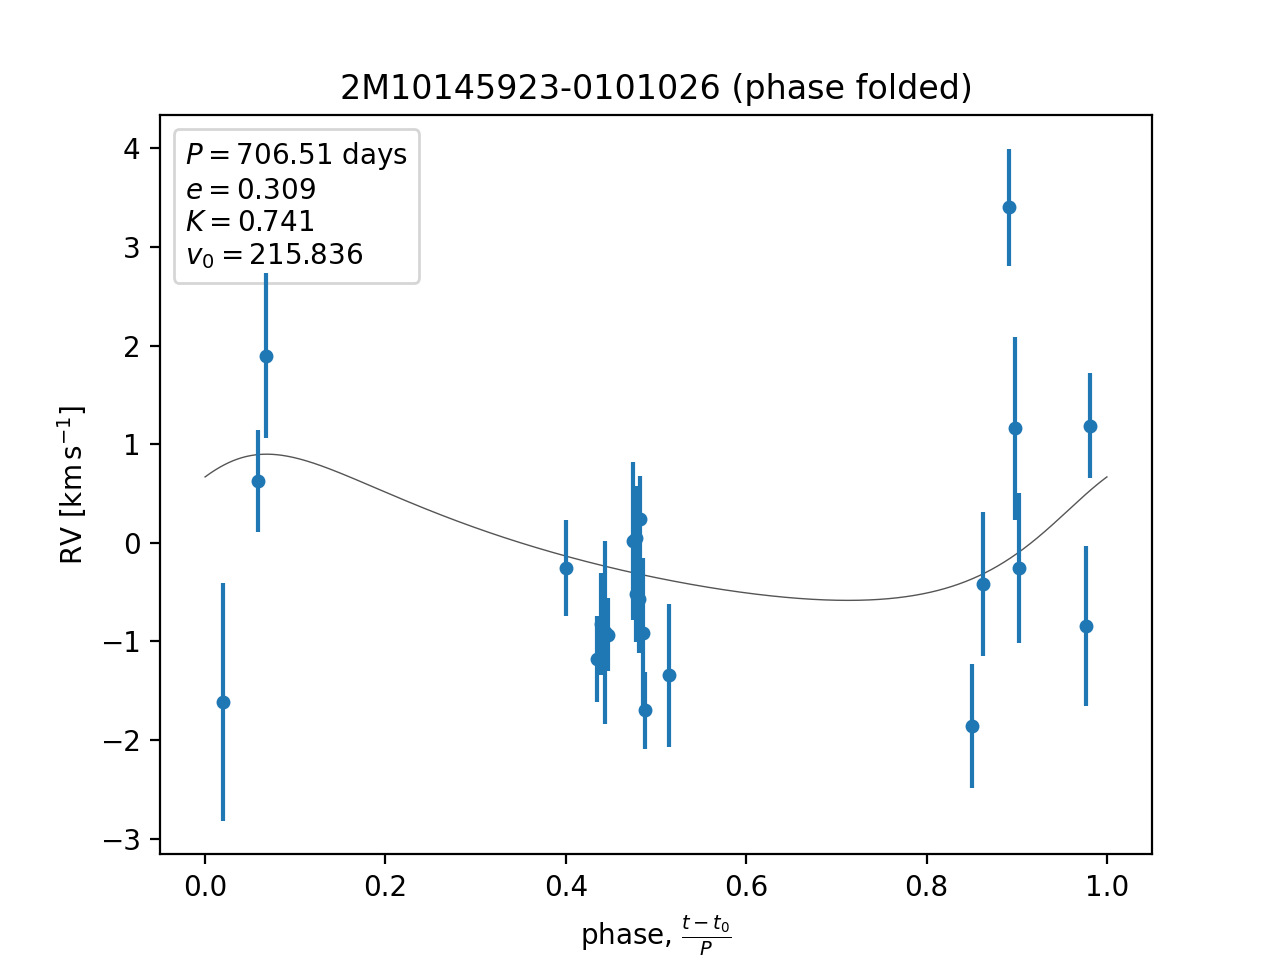 2M10145923-0101026 (phase folded)
P = 706.51 days
e = 0.309
K = 0.741
v₀ = 215.836
4
3
2
1
0
−1
−2
−3
RV [km s⁻¹]
0.0 0.2 0.4 0.6 0.8 1.0
phase, (t − t₀)/P